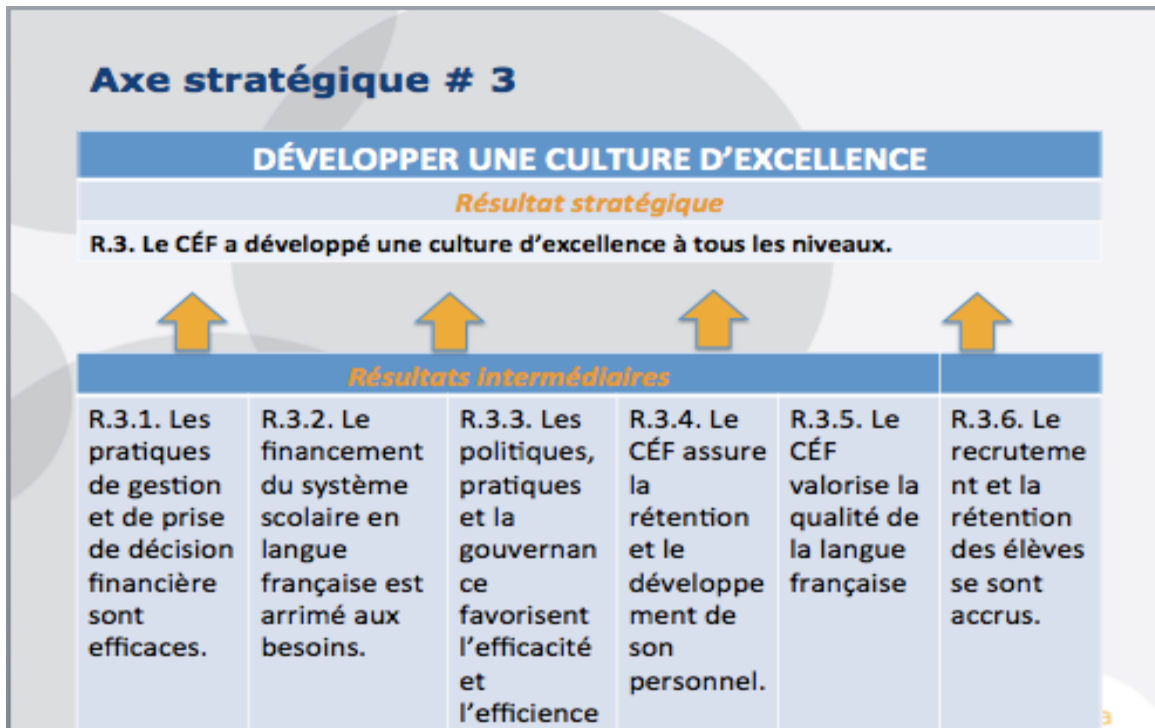 Axe stratégique # 3
DÉVELOPPER UNE CULTURE D’EXCELLENCE
Résultat stratégique
R.3. Le CÉF a développé une culture d’excellence à tous les niveaux.
Résultats intermédiaires
R.3.1. Les
pratiques
de gestion
et de prise
de décision
financière
sont
efficaces.
R.3.2. Le
financement
du système
scolaire en
langue
française est
arrimé aux
besoins.
R.3.3. Les
politiques,
pratiques
et la
gouvernan
ce
favorisent
l’efficacité
et
l’efficience
R.3.4. Le
CÉF assure
la
rétention
et le
développe
ment de
son
personnel.
R.3.5. Le
CÉF
valorise la
qualité de
la langue
française
R.3.6. Le
recruteme
nt et la
rétention
des élèves
se sont
accrus.